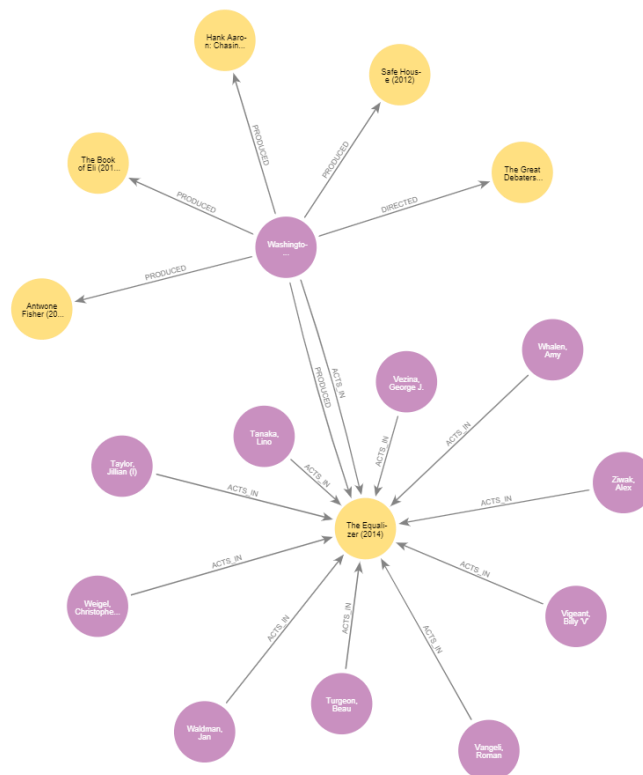 Hank Aaro-
n: Chasin...
Safe Hous-
e (2012)
PRODUCED
PRODUCED
The Book
of Eli (201...
The Great
Debaters...
PRODUCED
DIRECTED
Washingto-
...
PRODUCED
Antwone
Fisher (20...
Whalen,
Amy
PRODUCED
ACTS_IN
Vezina,
George J.
Tanaka,
Lino
ACTS_IN
ACTS_IN
Taylor,
Jillian (I)
ACTS_IN
ACTS_IN
Ziwak,
Alex
ACTS_IN
The Equali-
zer (2014)
ACTS_IN
ACTS_IN
Weigel,
Christophe...
Vigeant,
Billy 'V'
ACTS_IN
ACTS_IN
ACTS_IN
ACTS_IN
Turgeon,
Beau
Waldman,
Jan
Vangeli,
Roman